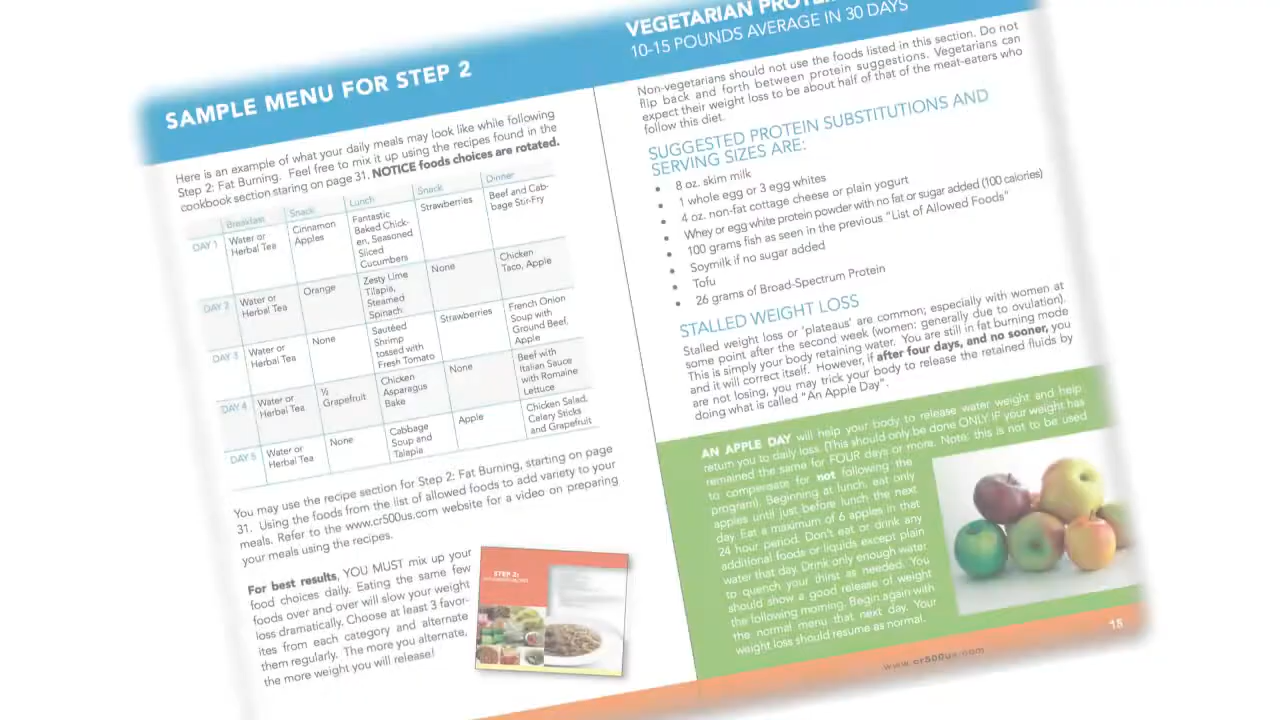 SAMPLE MENU FOR STEP 2
Here is an example of what your daily meals may look like while following
Step 2: Fat Burning. Feel free to mix it up using the recipes found in the
cookbook section staring on page 31. NOTICE foods choices are rotated.
Breakfast Snack Lunch Snack Dinner
DAY 1
Water or
Herbal Tea
Cinnamon
Apples
Fantastic
Baked Chick-
en, Seasoned
Sliced
Cucumbers
Strawberries
Beef and Cab-
bage Stir-Fry
DAY 2
Water or
Herbal Tea
Orange
Zesty Lime
Tilapia,
Steamed
Spinach
None
Chicken
Taco, Apple
DAY 3
Water or
Herbal Tea
None
Sautéed
Shrimp
tossed with
Fresh Tomato
Strawberries
French Onion
Soup with
Ground Beef,
Apple
DAY 4
Water or
Herbal Tea
½
Grapefruit
Chicken
Asparagus
Bake
None
Beef with
Italian Sauce
with Romaine
Lettuce
DAY 5
Water or
Herbal Tea
None
Cabbage
Soup and
Talapia
Apple
Chicken Salad,
Celery Sticks
and Grapefruit
You may use the recipe section for Step 2: Fat Burning, starting on page
31. Using the foods from the list of allowed foods to add variety to your
meals. Refer to the www.cr500us.com website for a video on preparing
your meals using the recipes.
For best results, YOU MUST mix up your
food choices daily. Eating the same few
foods over and over will slow your weight
loss dramatically. Choose at least 3 favor-
ites from each category and alternate
them regularly. The more you alternate,
the more weight you will release!
STEP 2:
VEGETARIAN
10-15 POUNDS AVERAGE IN 30 DAYS
Non-vegetarians should not use the foods listed in this section. Do not
flip back and forth between protein suggestions. Vegetarians can
expect their weight loss to be about half of that of the meat-eaters who
follow this diet.
SUGGESTED PROTEIN SUBSTITUTIONS AND
SERVING SIZES ARE:
• 8 oz. skim milk
• 1 whole egg or 3 egg whites
• 4 oz. non-fat cottage cheese or plain yogurt
• Whey or egg white protein powder with no fat or sugar added (100 calories)
• 100 grams fish as seen in the previous "List of Allowed Foods"
• Soymilk if no sugar added
• Tofu
• 26 grams of Broad-Spectrum Protein
STALLED WEIGHT LOSS
Stalled weight loss or 'plateaus' are common; especially with women at
some point after the second week (women: generally due to ovulation).
This is simply your body retaining water. You are still in fat burning mode
and it will correct itself. However, if after four days, and no sooner, you
are not losing, you may trick your body to release the retained fluids by
doing what is called "An Apple Day".
AN APPLE DAY will help your body to release water weight and help
return you to daily loss. (This should only be done ONLY IF your weight has
remained the same for FOUR days or more. Note: this is not to be used
to compensate for not following the
program). Beginning at lunch, eat only
apples until just before lunch the next
day. Eat a maximum of 6 apples in that
24 hour period. Don't eat or drink any
additional foods or liquids except plain
water that day. Drink only enough water
to quench your thirst as needed. You
should show a good release of weight
the following morning. Begin again with
the normal menu that next day. Your
weight loss should resume as normal.
www.cr500us.com
15